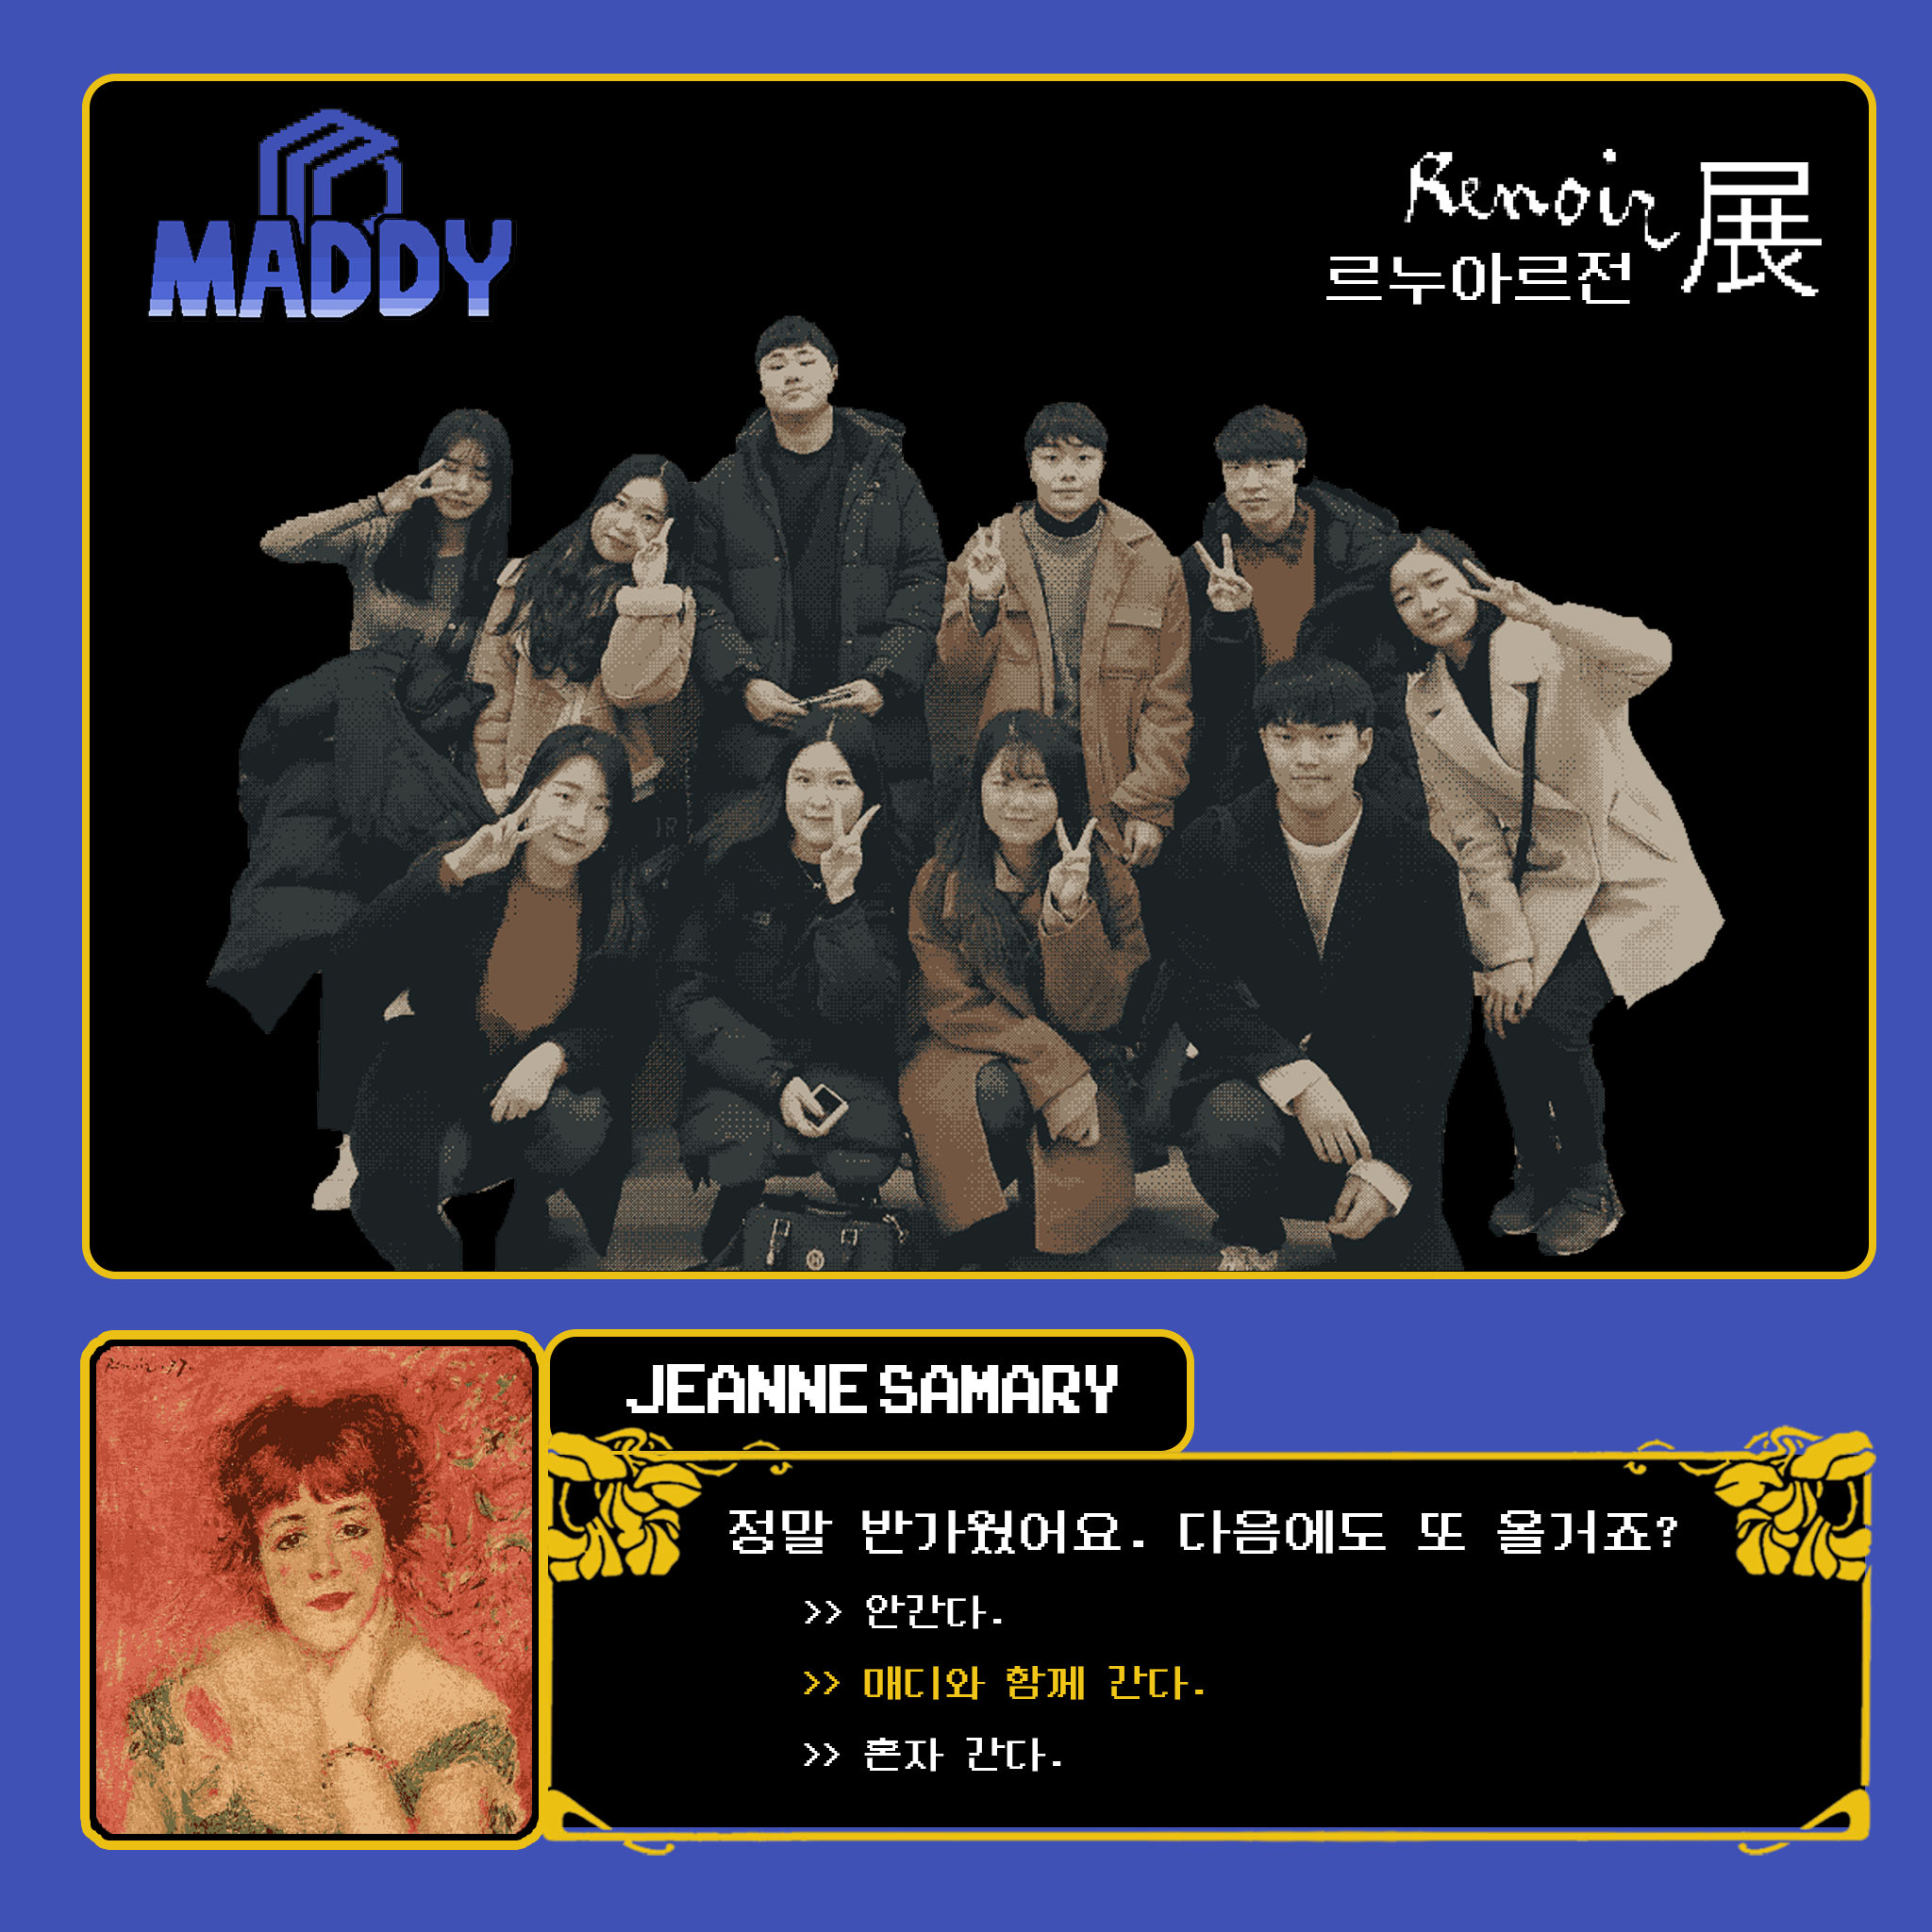 MADDY
Renoir 展
르누아르전
Renoir. 77.
JEANNE SAMARY
정말 반가웠어요. 다음에도 또 올거죠?
>> 안간다.
>> 매디와 함께 간다.
>> 혼자 간다.